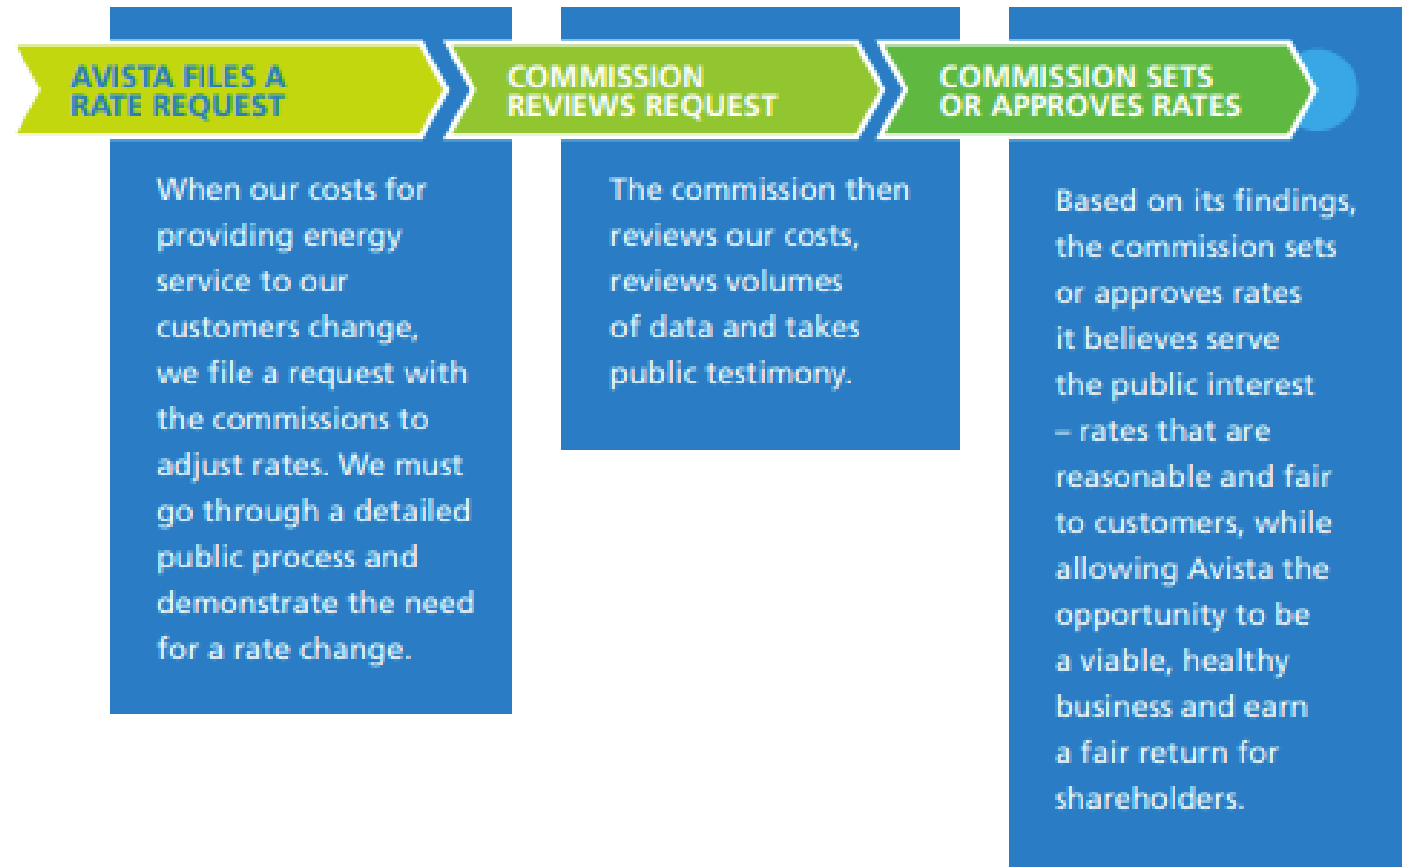 AVISTA FILES A
RATE REQUEST
When our costs for
providing energy
service to our
customers change,
we file a request with
the commissions to
adjust rates. We must
go through a detailed
public process and
demonstrate the need
for a rate change.
COMMISSION
REVIEWS REQUEST
The commission then
reviews our costs,
reviews volumes
of data and takes
public testimony.
COMMISSION SETS
OR APPROVES RATES
Based on its findings,
the commission sets
or approves rates
it believes serve
the public interest
– rates that are
reasonable and fair
to customers, while
allowing Avista the
opportunity to be
a viable, healthy
business and earn
a fair return for
shareholders.